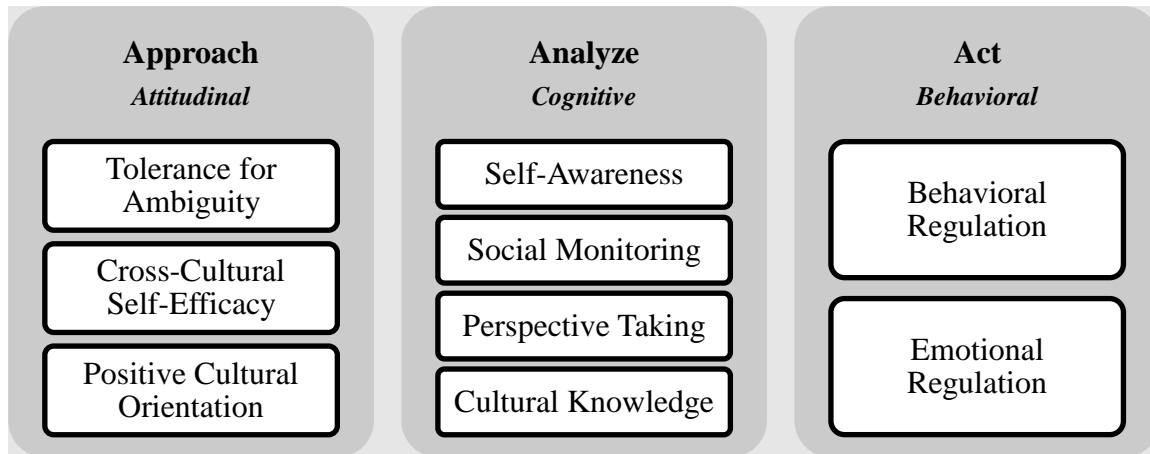 Approach
Attitudinal
Tolerance for
Ambiguity
Cross-Cultural
Self-Efficacy
Positive Cultural
Orientation
Analyze
Cognitive
Self-Awareness
Social Monitoring
Perspective Taking
Cultural Knowledge
Act
Behavioral
Behavioral
Regulation
Emotional
Regulation